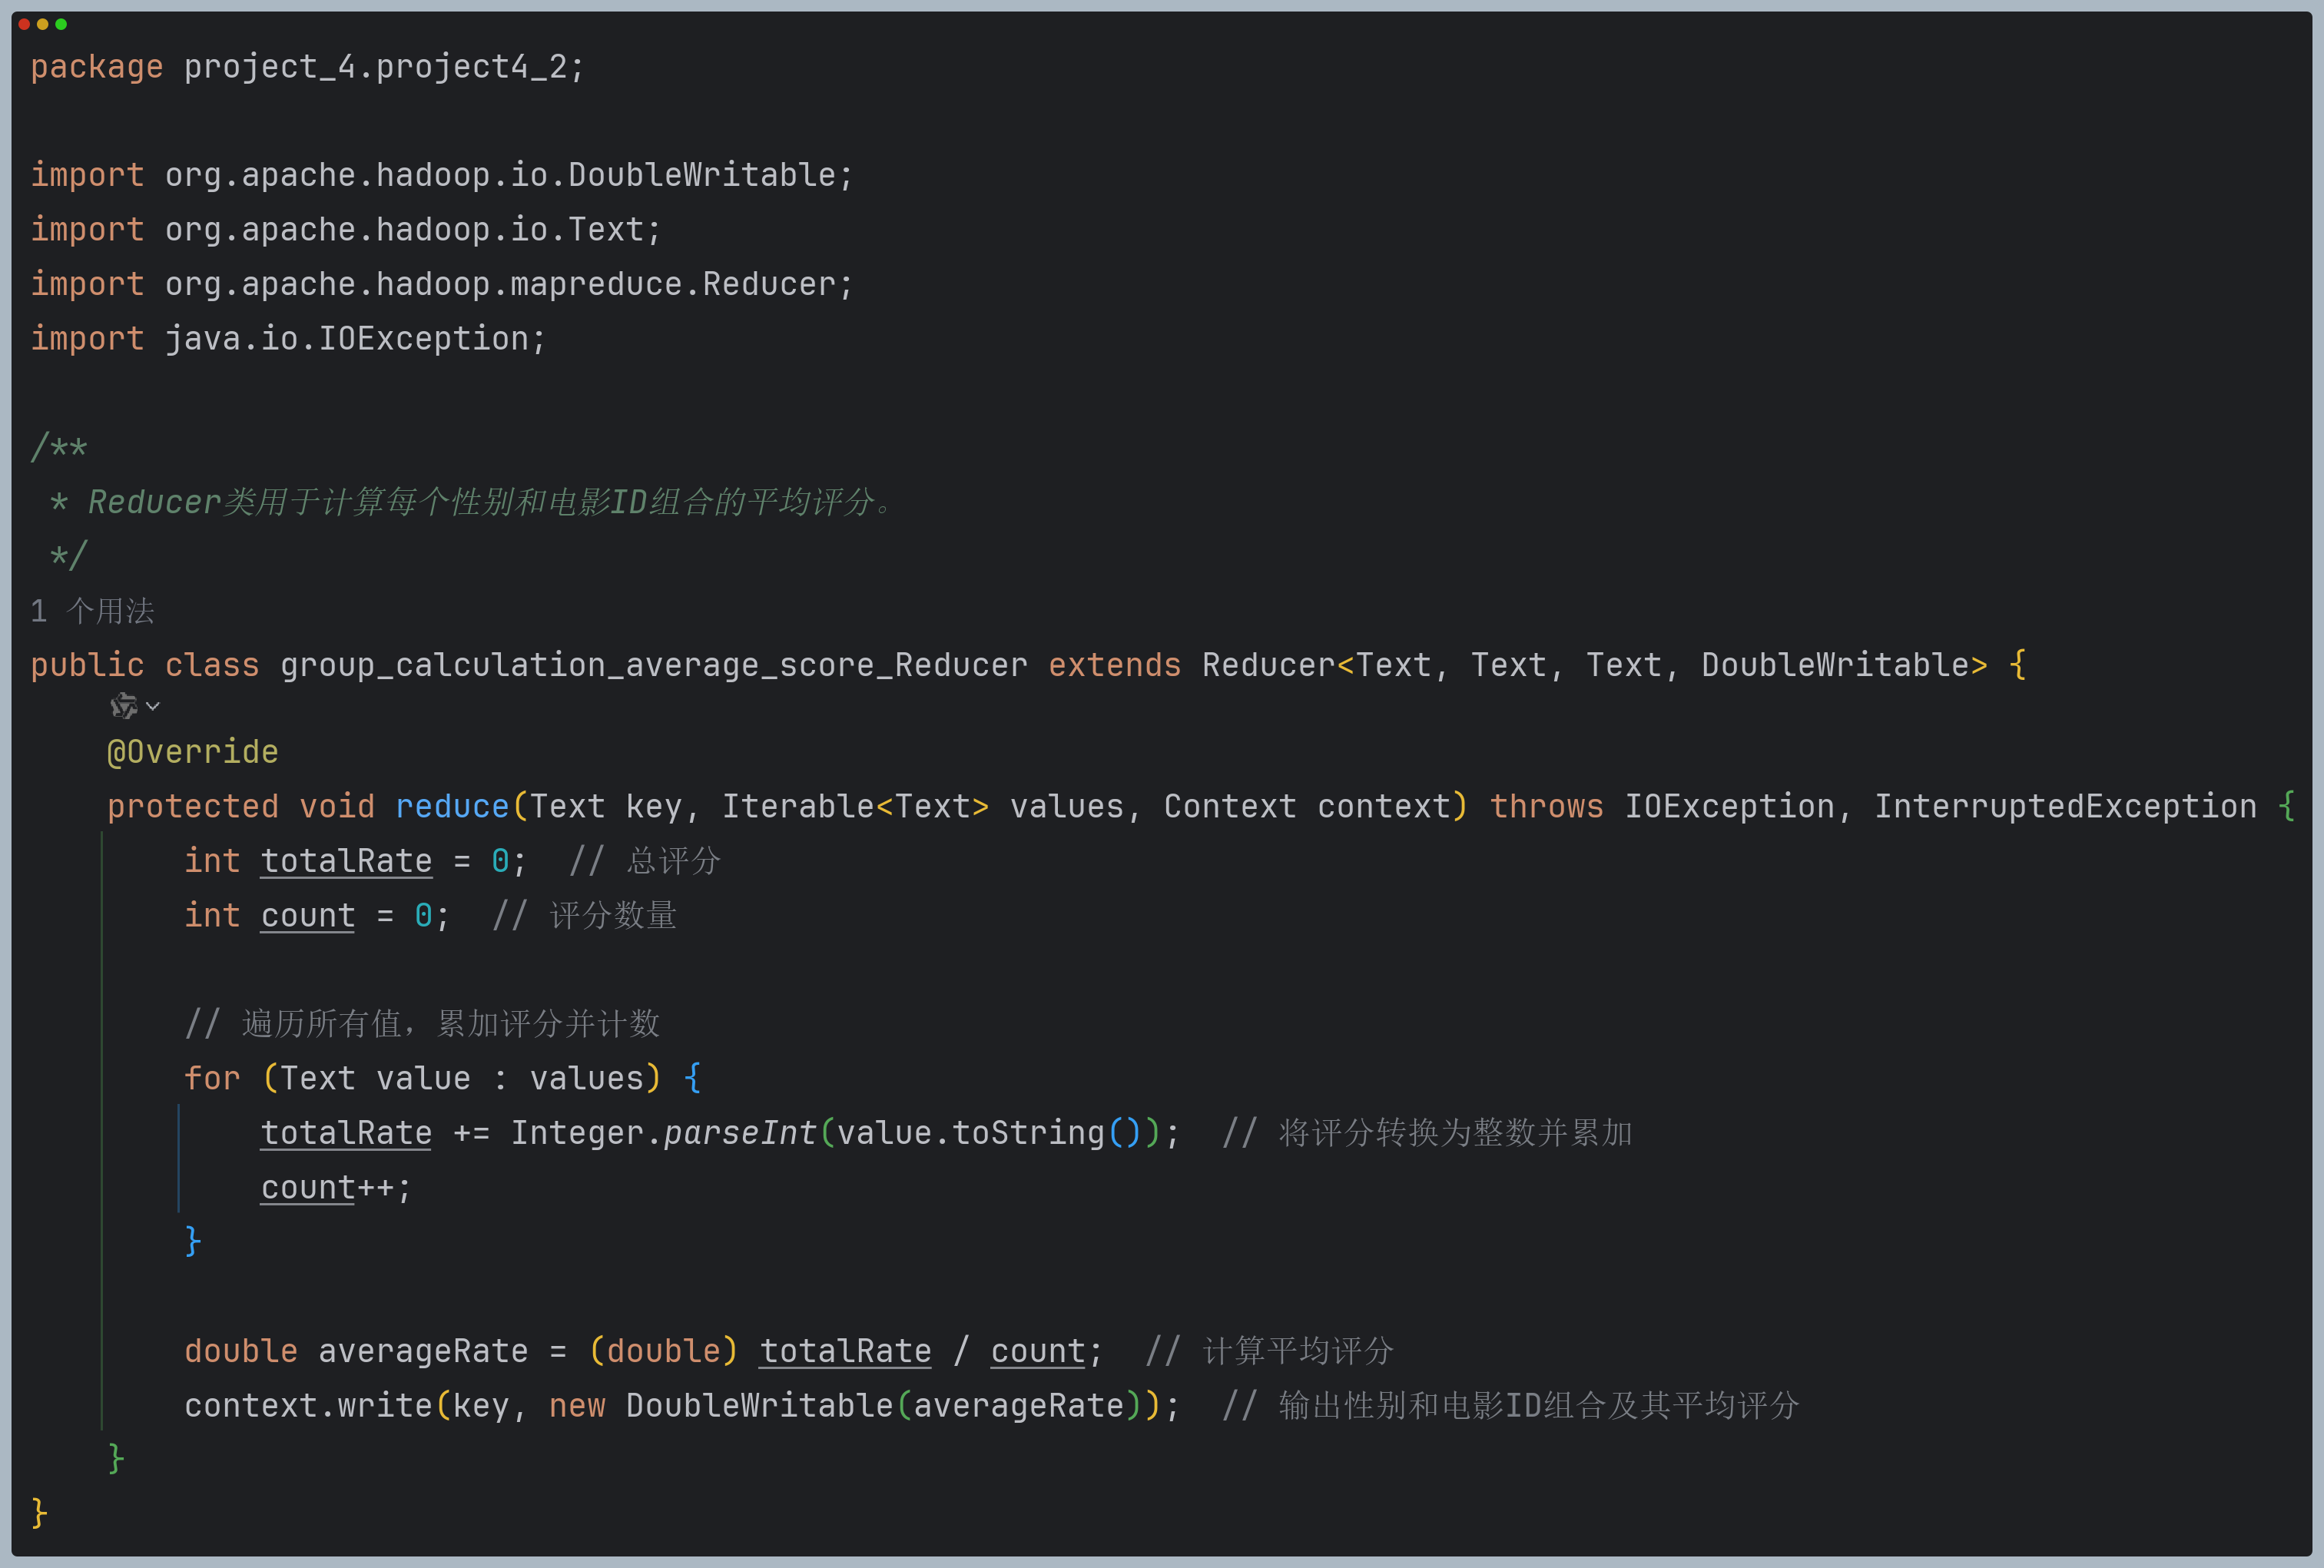 package project_4.project4_2;
import org.apache.hadoop.io.DoubleWritable;
import org.apache.hadoop.io.Text;
import org.apache.hadoop.mapreduce.Reducer;
import java.io.IOException;
/**
 * Reducer类用于计算每个性别和电影ID组合的平均评分。
 */
1 个用法
public class group_calculation_average_score_Reducer extends Reducer<Text, Text, Text, DoubleWritable> {
    @Override
    protected void reduce(Text key, Iterable<Text> values, Context context) throws IOException, InterruptedException {
        int totalRate = 0;  // 总评分
        int count = 0;  // 评分数量
        // 遍历所有值，累加评分并计数
        for (Text value : values) {
            totalRate += Integer.parseInt(value.toString());  // 将评分转换为整数并累加
            count++;
        }
        double averageRate = (double) totalRate / count;  // 计算平均评分
        context.write(key, new DoubleWritable(averageRate));  // 输出性别和电影ID组合及其平均评分
    }
}